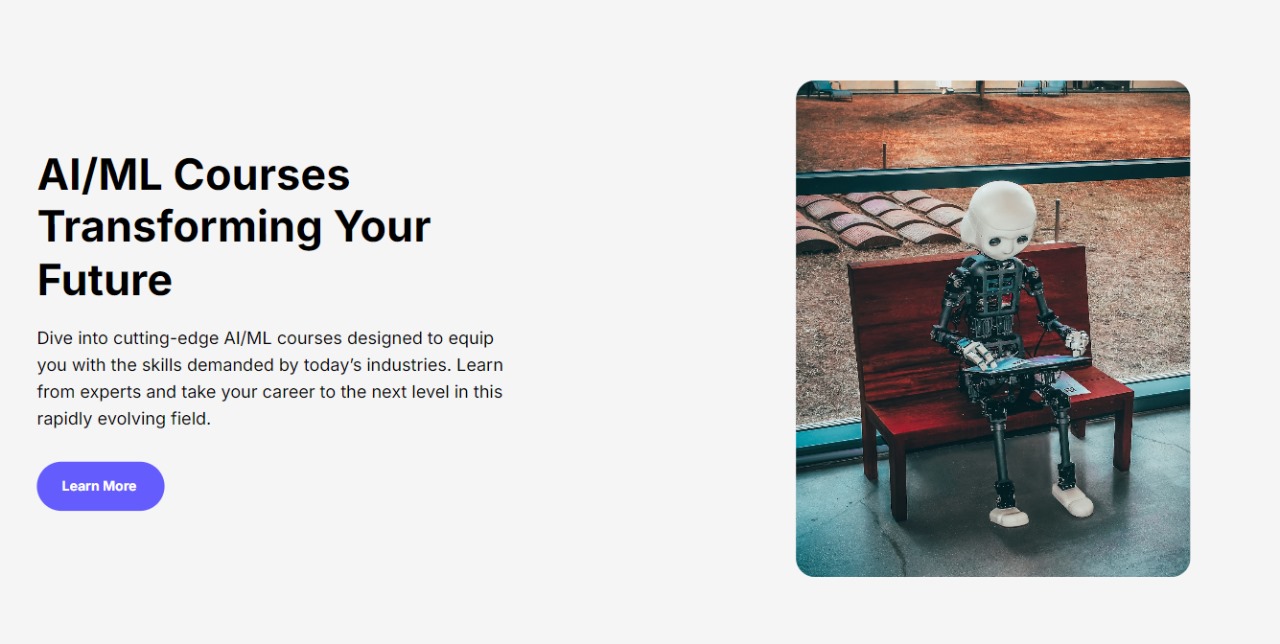 AI/ML Courses
Transforming Your
Future
Dive into cutting-edge AI/ML courses designed to equip
you with the skills demanded by today’s industries. Learn
from experts and take your career to the next level in this
rapidly evolving field.
Learn More